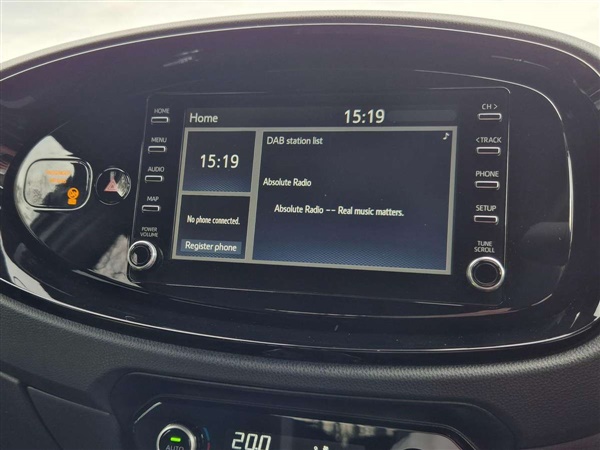 HOME
MENU
AUDIO
MAP
POWER
VOLUME
Home
15:19
15:19
No phone connected.
Register phone
DAB station list
Absolute Radio
Absolute Radio -- Real music matters.
CH >
< TRACK
PHONE
SETUP
TUNE
SCROLL
AUTO
20.0